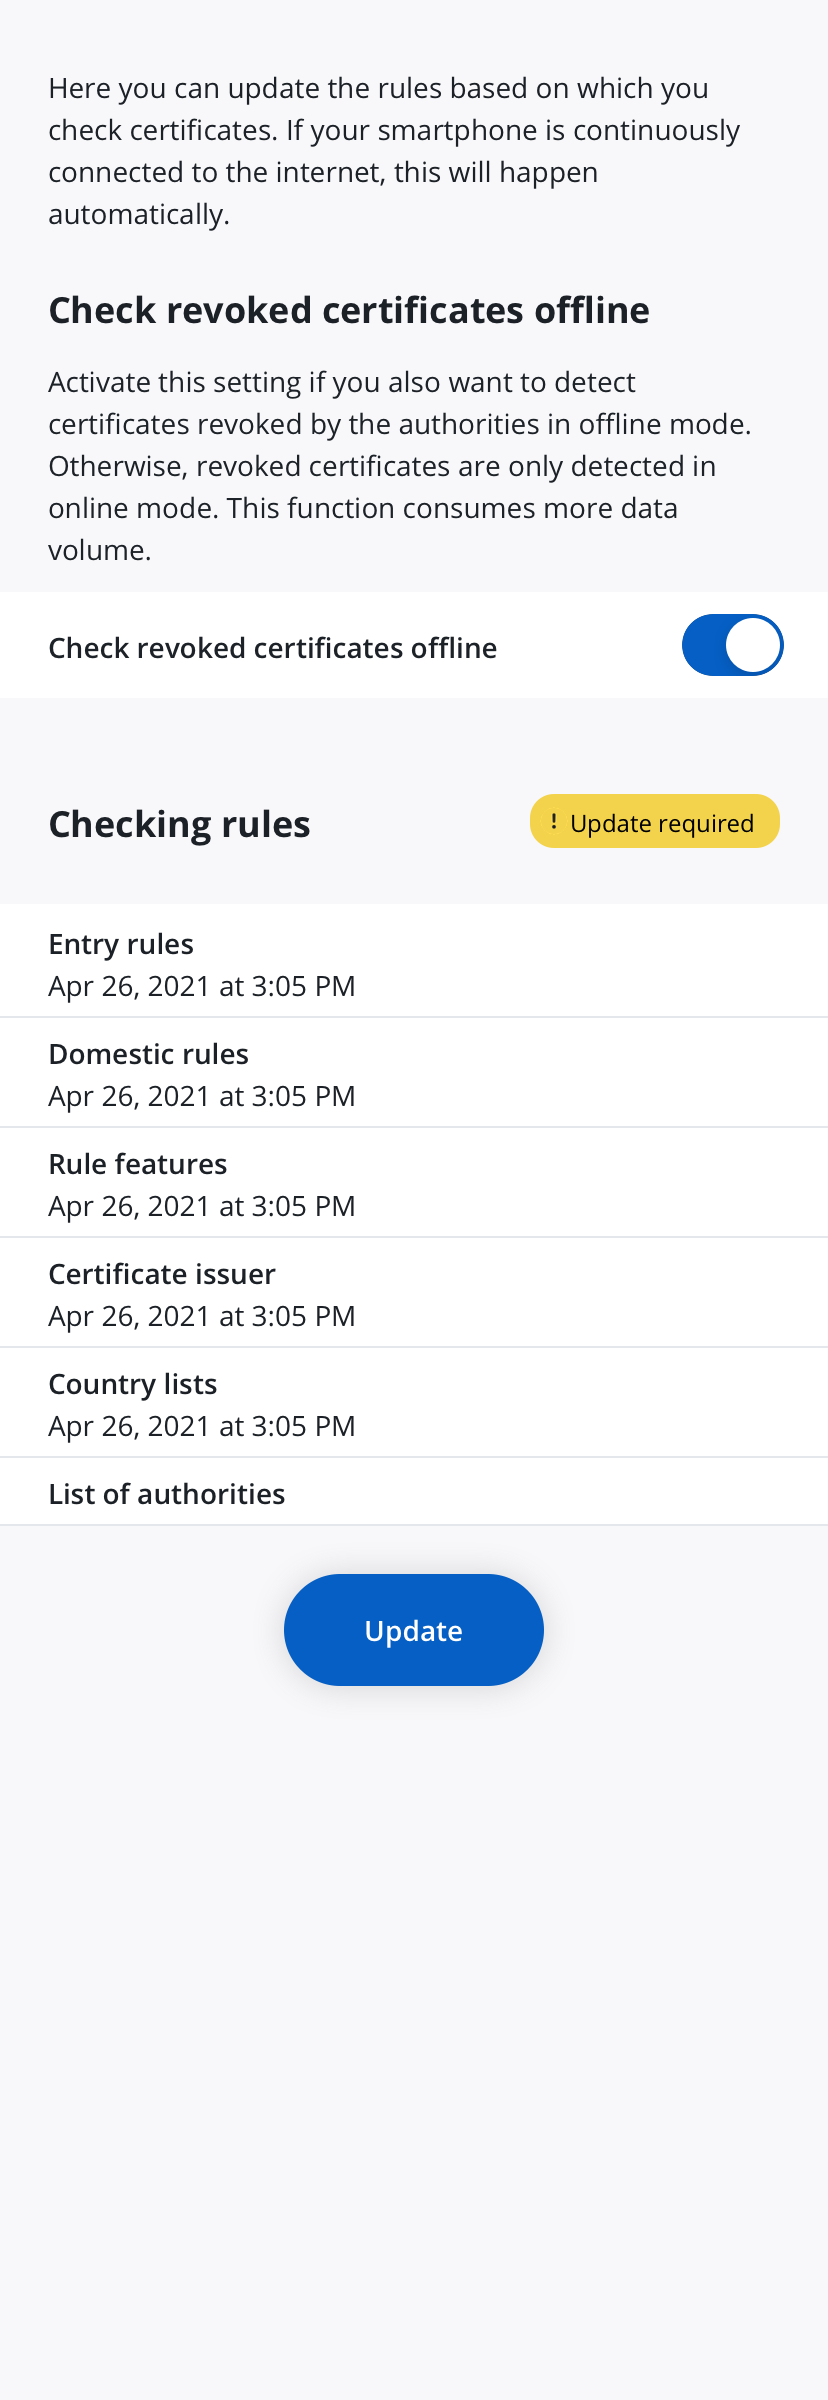 Here you can update the rules based on which you
check certificates. If your smartphone is continuously
connected to the internet, this will happen
automatically.
Check revoked certificates offline
Activate this setting if you also want to detect
certificates revoked by the authorities in offline mode.
Otherwise, revoked certificates are only detected in
online mode. This function consumes more data
volume.
Check revoked certificates offline
Checking rules
! Update required
Entry rules
Apr 26, 2021 at 3:05 PM
Domestic rules
Apr 26, 2021 at 3:05 PM
Rule features
Apr 26, 2021 at 3:05 PM
Certificate issuer
Apr 26, 2021 at 3:05 PM
Country lists
Apr 26, 2021 at 3:05 PM
List of authorities
Update